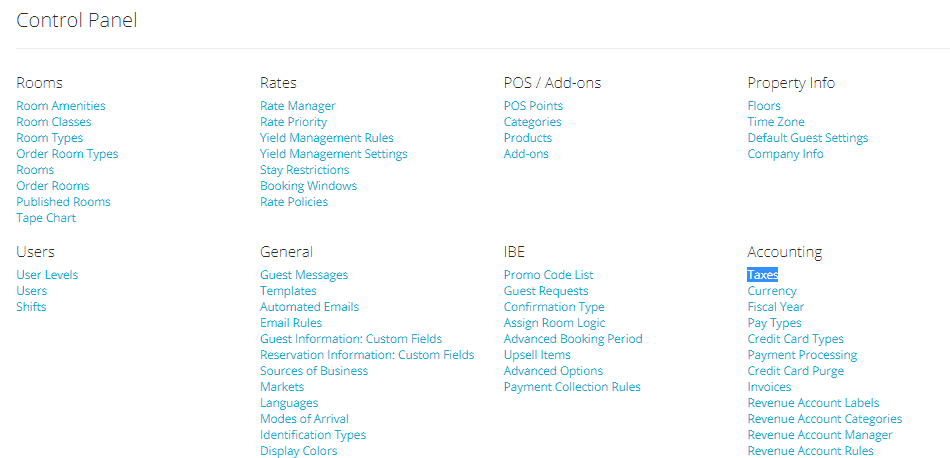 Control Panel
Rooms
Room Amenities
Room Classes
Room Types
Order Room Types
Rooms
Order Rooms
Published Rooms
Tape Chart
Rates
Rate Manager
Rate Priority
Yield Management Rules
Yield Management Settings
Stay Restrictions
Booking Windows
Rate Policies
POS / Add-ons
POS Points
Categories
Products
Add-ons
Property Info
Floors
Time Zone
Default Guest Settings
Company Info
Users
User Levels
Users
Shifts
General
Guest Messages
Templates
Automated Emails
Email Rules
Guest Information: Custom Fields
Reservation Information: Custom Fields
Sources of Business
Markets
Languages
Modes of Arrival
Identification Types
Display Colors
IBE
Promo Code List
Guest Requests
Confirmation Type
Assign Room Logic
Advanced Booking Period
Upsell Items
Advanced Options
Payment Collection Rules
Accounting
Taxes
Currency
Fiscal Year
Pay Types
Credit Card Types
Payment Processing
Credit Card Purge
Invoices
Revenue Account Labels
Revenue Account Categories
Revenue Account Manager
Revenue Account Rules